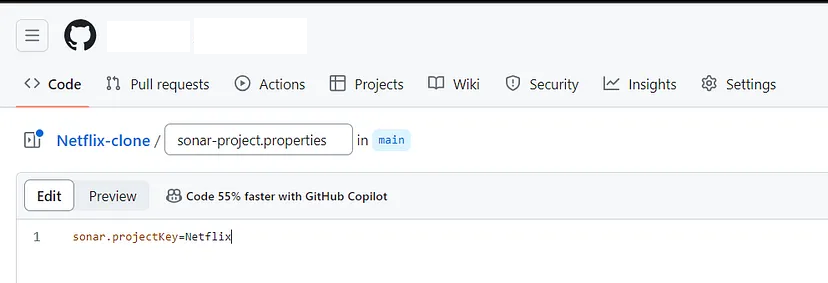 Code Pull requests Actions Projects Wiki Security Insights Settings
Netflix-clone / sonar-project.properties in main
Edit Preview Code 55% faster with GitHub Copilot
1 sonar.projectKey=Netflix